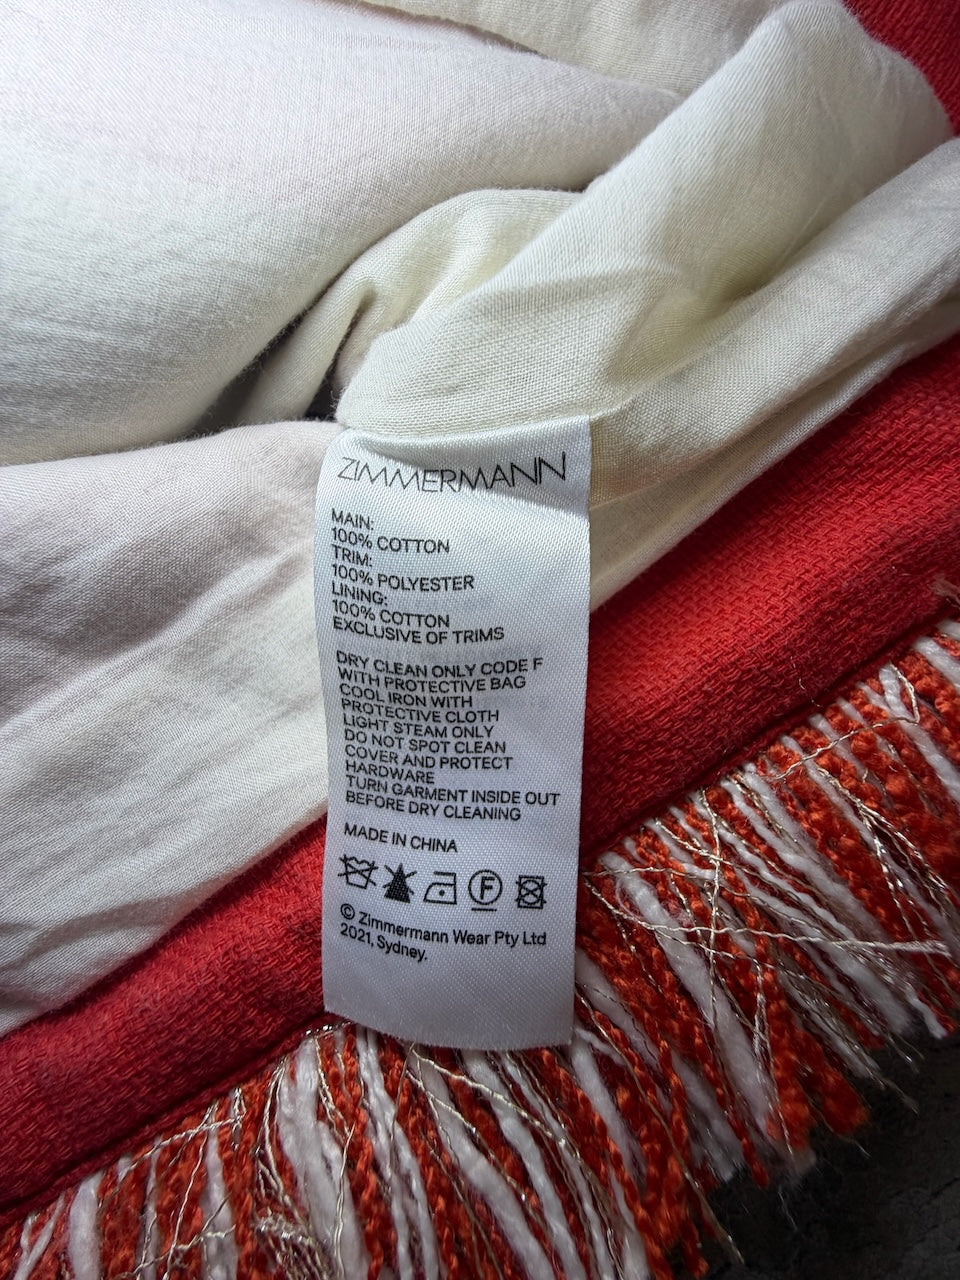 ZIMMERMANN
MAIN:
100% COTTON
TRIM:
100% POLYESTER
LINING:
100% COTTON
EXCLUSIVE OF TRIMS
DRY CLEAN ONLY CODE F
WITH PROTECTIVE BAG
COOL IRON WITH
PROTECTIVE CLOTH
LIGHT STEAM ONLY
DO NOT SPOT CLEAN
COVER AND PROTECT
HARDWARE
TURN GARMENT INSIDE OUT
BEFORE DRY CLEANING
MADE IN CHINA
F
© Zimmermann Wear Pty Ltd
2021, Sydney.